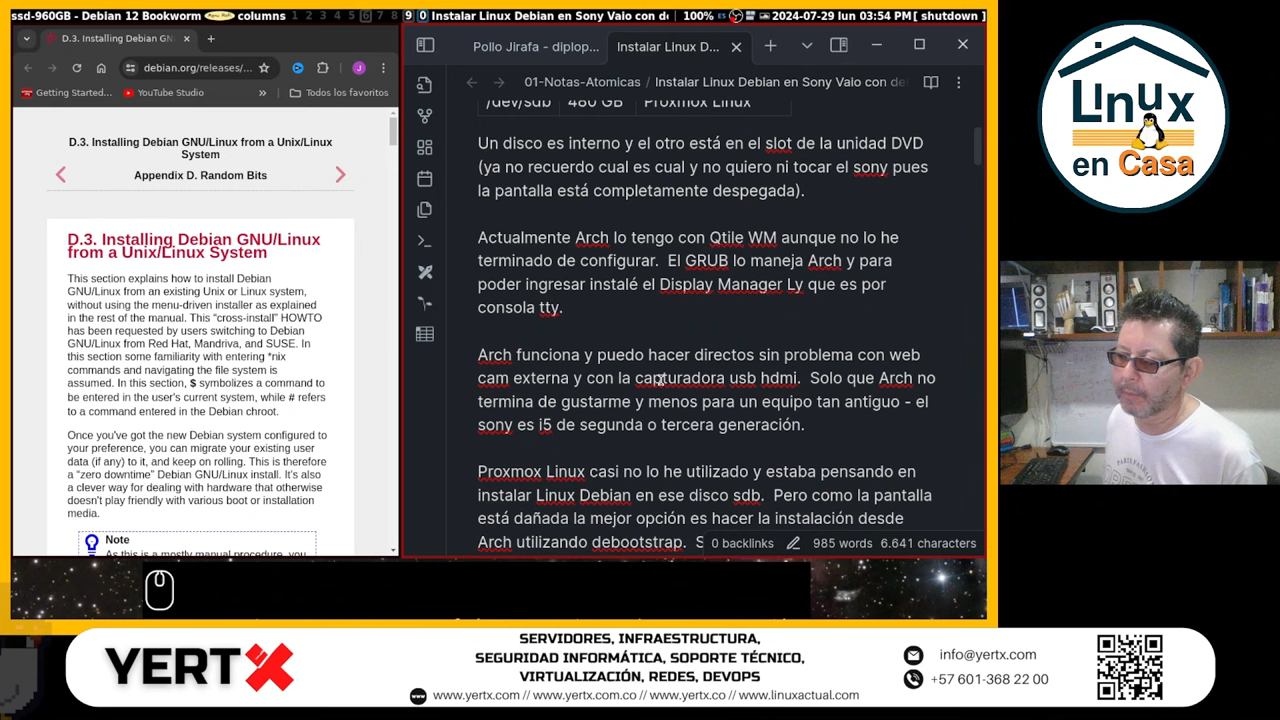 ssd-960GB - Debian 12 Bookworm
Menu Rofi
columns
1 2 3 4 5 6 7 8 9 0
Instalar Linux Debian en Sony Vaio con de
100%
ES
2024-07-29 lun 03:54 PM
[ shutdown ]
D.3. Installing Debian GN
debian.org/releases/...
J
Getting Started...
YouTube Studio
»
Todos los favoritos
D.3. Installing Debian GNU/Linux from a Unix/Linux
System
Appendix D. Random Bits
D.3. Installing Debian GNU/Linux
from a Unix/Linux System
This section explains how to install Debian
GNU/Linux from an existing Unix or Linux system,
without using the menu-driven installer as explained
in the rest of the manual. This “cross-install” HOWTO
has been requested by users switching to Debian
GNU/Linux from Red Hat, Mandriva, and SUSE. In
this section some familiarity with entering *nix
commands and navigating the file system is
assumed. In this section, $ symbolizes a command to
be entered in the user's current system, while # refers
to a command entered in the Debian chroot.
Once you've got the new Debian system configured to
your preference, you can migrate your existing user
data (if any) to it, and keep on rolling. This is therefore
a “zero downtime” Debian GNU/Linux install. It's also
a clever way for dealing with hardware that otherwise
doesn't play friendly with various boot or installation
media.
Note
As this is a mostly manual procedure, you
Pollo Jirafa - diplop...
Instalar Linux D...
01-Notas-Atomicas / Instalar Linux Debian en Sony Vaio con de
/dev/sdb 480 GB Proxmox Linux
Un disco es interno y el otro está en el slot de la unidad DVD
(ya no recuerdo cual es cual y no quiero ni tocar el sony pues
la pantalla está completamente despegada).
Actualmente Arch lo tengo con Qtile WM aunque no lo he
terminado de configurar. El GRUB lo maneja Arch y para
poder ingresar instalé el Display Manager Ly que es por
consola tty.
Arch funciona y puedo hacer directos sin problema con web
cam externa y con la capturadora usb hdmi. Solo que Arch no
termina de gustarme y menos para un equipo tan antiguo - el
sony es i5 de segunda o tercera generación.
Proxmox Linux casi no lo he utilizado y estaba pensando en
instalar Linux Debian en ese disco sdb. Pero como la pantalla
está dañada la mejor opción es hacer la instalación desde
Arch utilizando debootstrap. S
0 backlinks
985 words 6.641 characters
Linux
en Casa
YERTX
SERVIDORES, INFRAESTRUCTURA,
SEGURIDAD INFORMÁTICA, SOPORTE TÉCNICO,
VIRTUALIZACIÓN, REDES, DEVOPS
www.yertx.com // www.yertx.com.co // www.yertx.co // www.linuxactual.com
info@yertx.com
+57 601-368 22 00